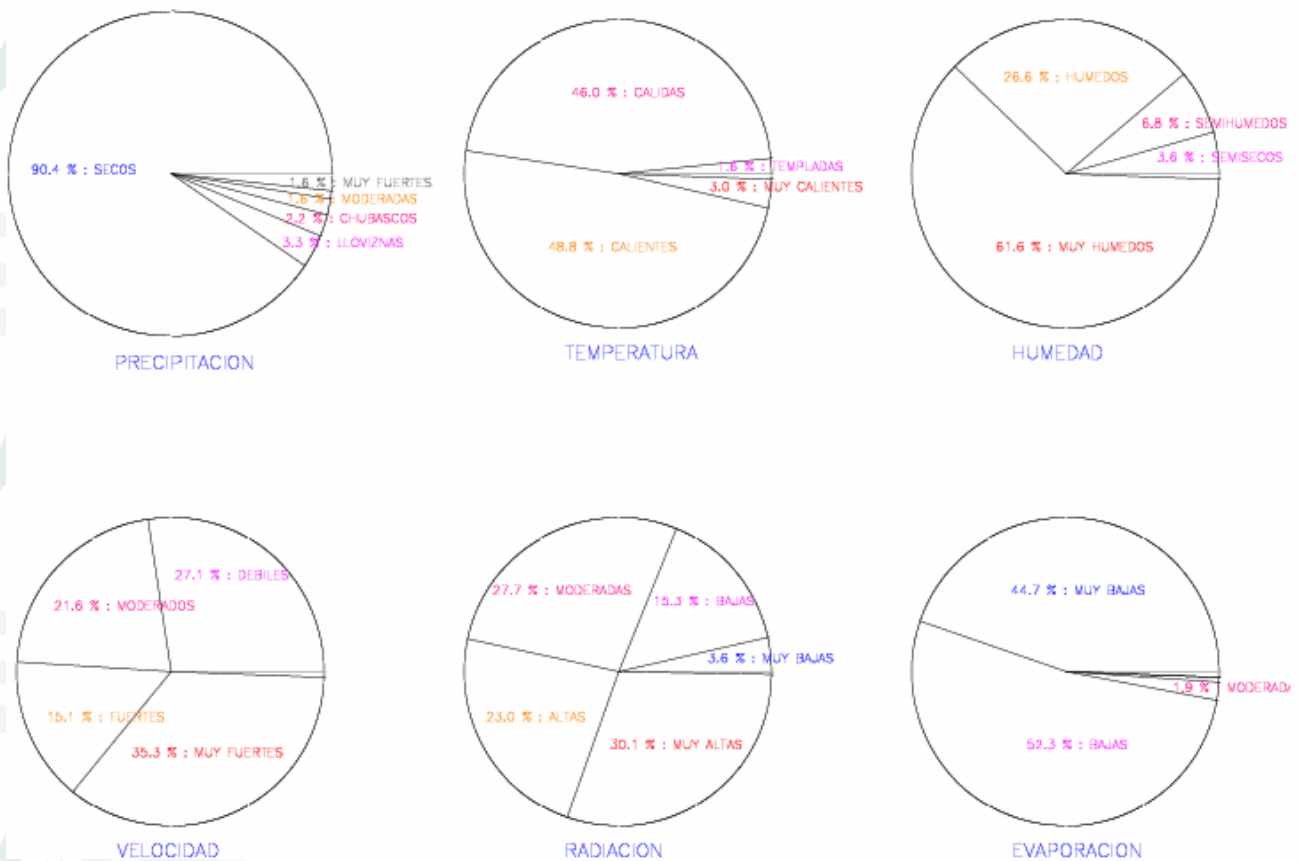 90.4 % : SECOS
1.6 % : MUY FUERTES
1.6 % : MODERADAS
2.2 % : CHUBASCOS
3.3 % : LLOVIZNAS
PRECIPITACION
46.0 % : CALIDAS
1.6 % : TEMPLADAS
3.0 % : MUY CALIENTES
48.8 % : CALIENTES
TEMPERATURA
26.6 % : HUMEDOS
6.8 % : SEMIHUMEDOS
3.6 % : SEMISECOS
61.6 % : MUY HUMEDOS
HUMEDAD
27.1 % : DEBILES
21.6 % : MODERADOS
15.1 % : FUERTES
35.3 % : MUY FUERTES
VELOCIDAD
27.7 % : MODERADAS
15.3 % : BAJAS
3.6 % : MUY BAJAS
23.0 % : ALTAS
30.1 % : MUY ALTAS
RADIACION
44.7 % : MUY BAJAS
1.9 % : MODERADA
52.3 % : BAJAS
EVAPORACION